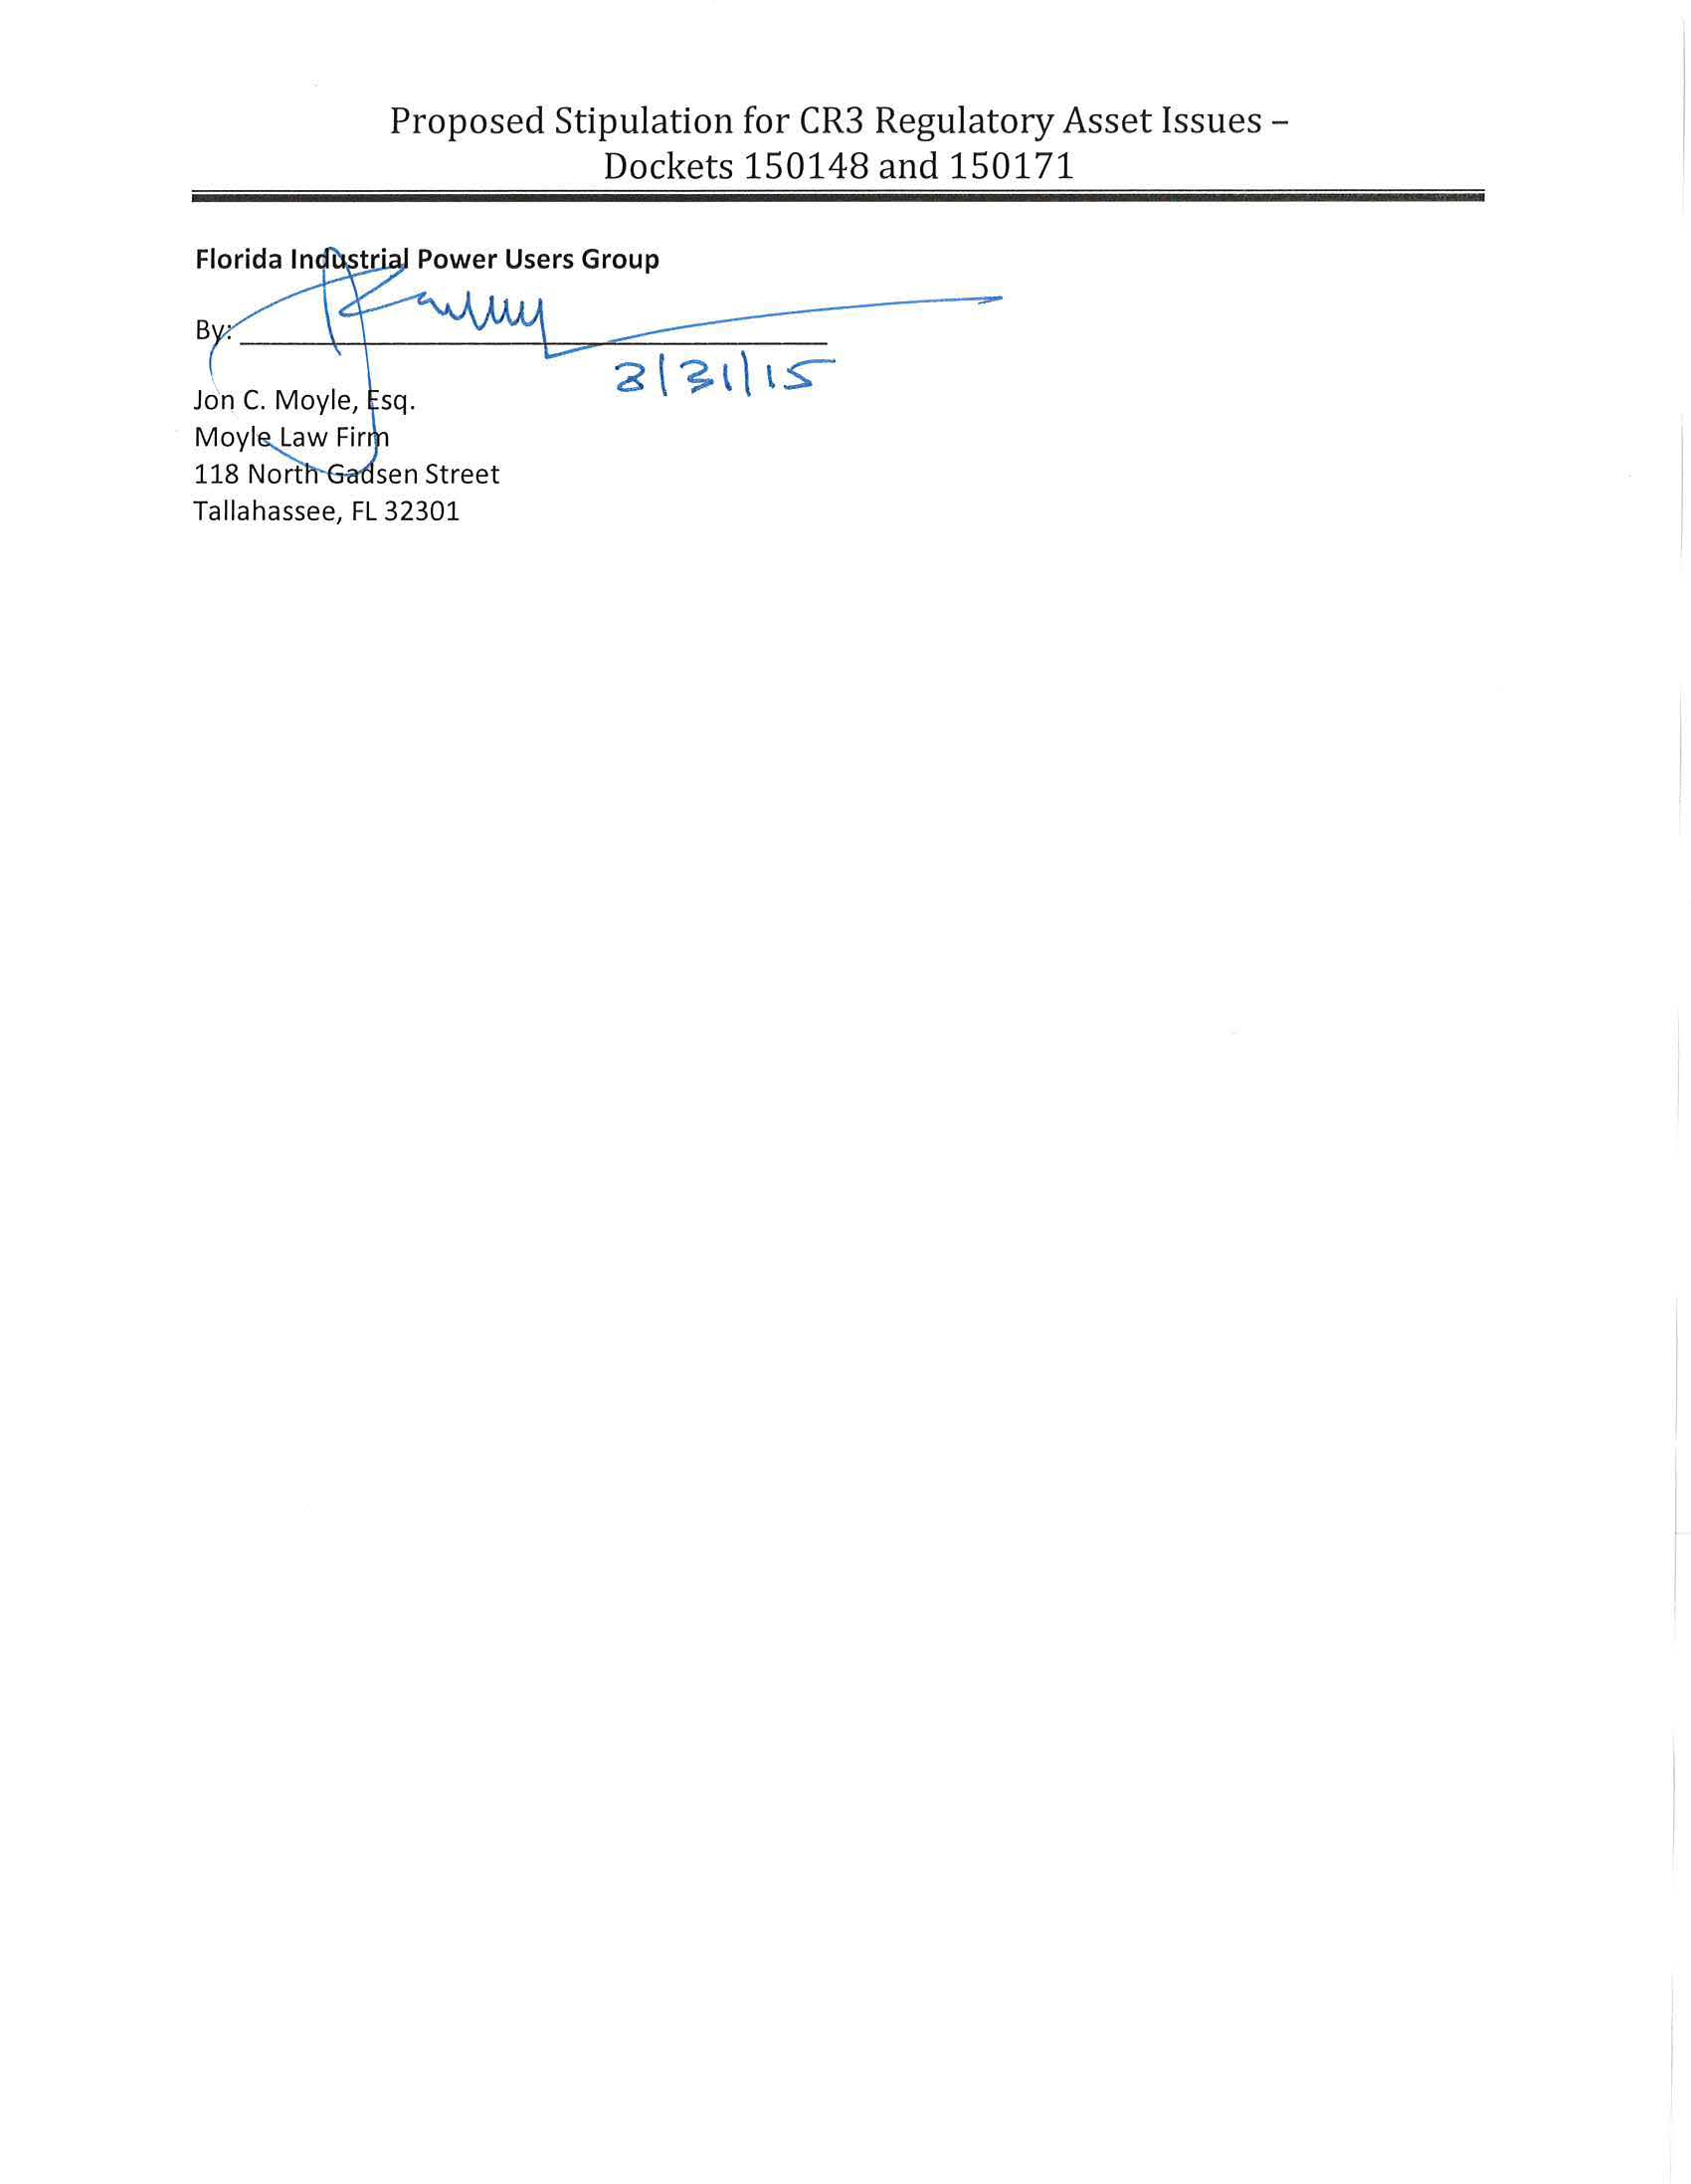 Proposed Stipulation for CR3 Regulatory Asset Issues –
Dockets 150148 and 150171
Florida Industrial Power Users Group
By:
8/31/15
Jon C. Moyle, Esq.
Moyle Law Firm
118 North Gadsen Street
Tallahassee, FL 32301